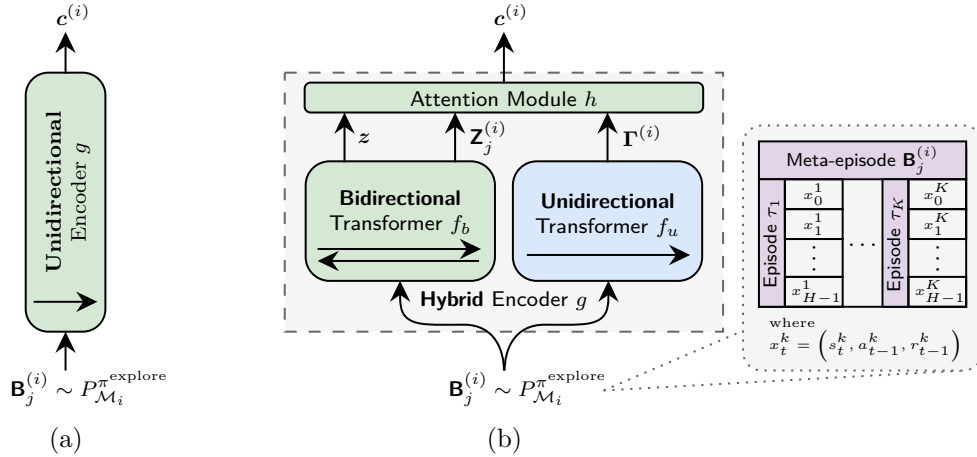 c^{(i)}
Unidirectional
Encoder g
B_j^{(i)} ∼ P_{M_i}^{π^{explore}}
(a)
c^{(i)}
Attention Module h
z
Z_j^{(i)}
Γ^{(i)}
Bidirectional
Transformer f_b
Unidirectional
Transformer f_u
Hybrid Encoder g
B_j^{(i)} ∼ P_{M_i}^{π^{explore}}
(b)
Meta-episode B_j^{(i)}
Episode τ_1
x_0^1
x_1^1
⋮
x_{H−1}^1
· · ·
Episode τ_K
x_0^K
x_1^K
⋮
x_{H−1}^K
where
x_t^k = (s_t^k, a_{t−1}^k, r_{t−1}^k)